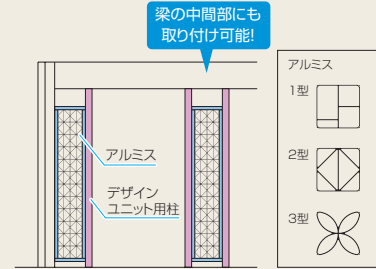 梁の中間部にも
取り付け可能!
アルミス
デザイン
ユニット用柱
アルミス
1型
2型
3型